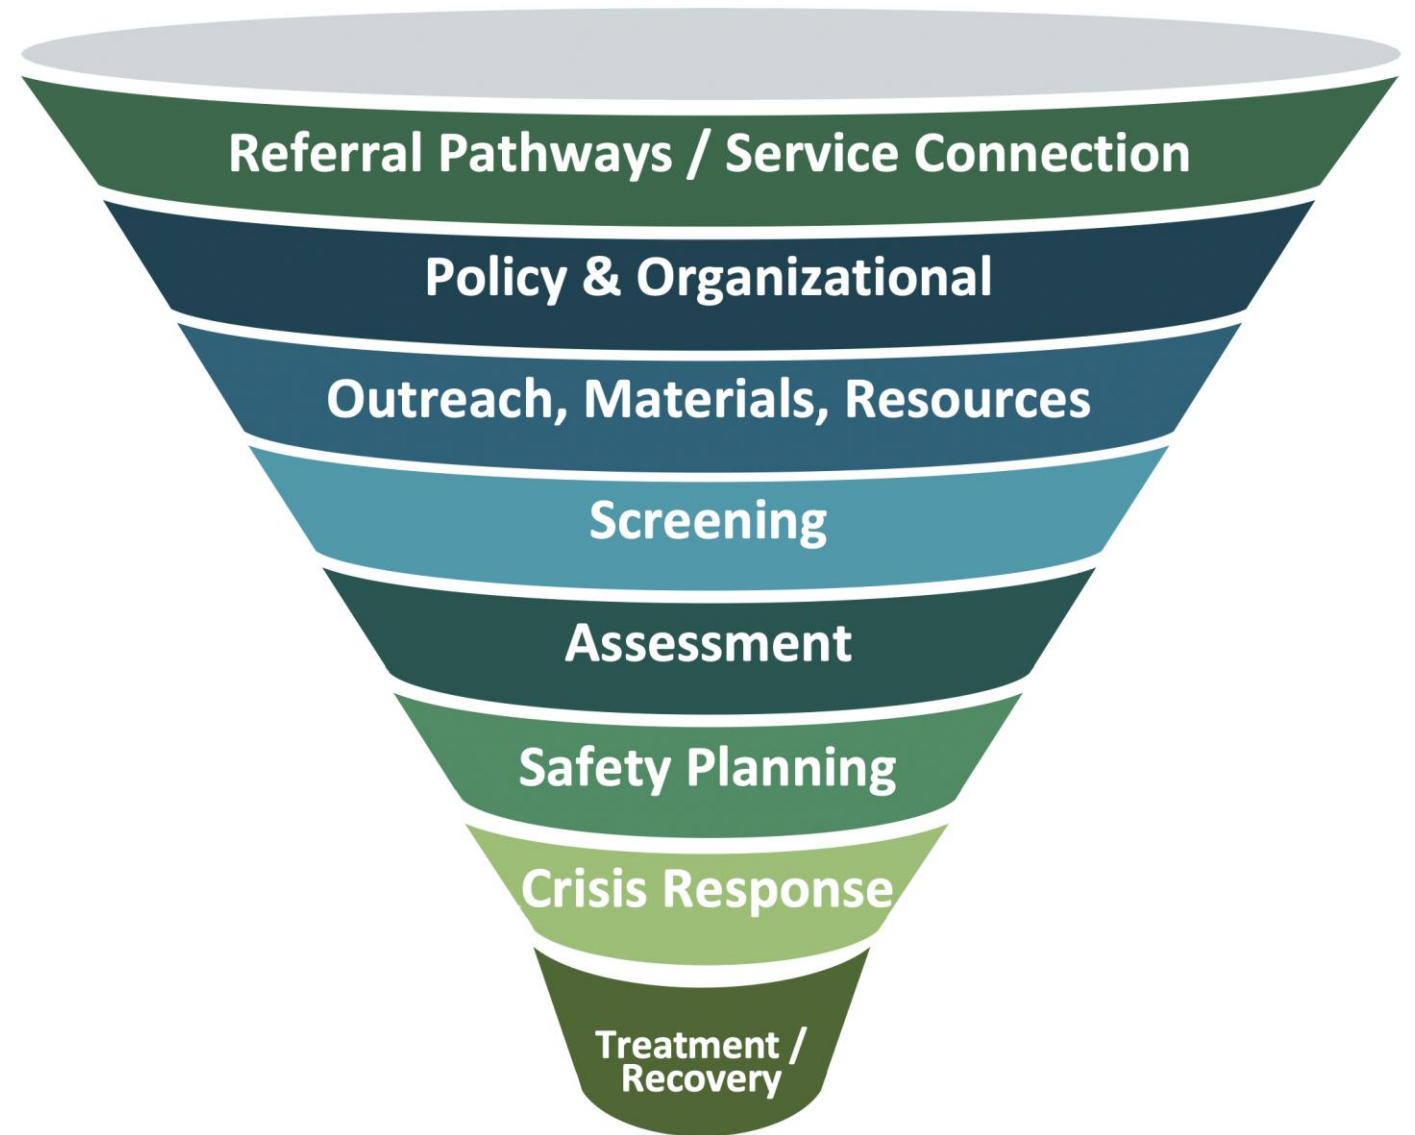 Referral Pathways / Service Connection
Policy & Organizational
Outreach, Materials, Resources
Screening
Assessment
Safety Planning
Crisis Response
Treatment /
Recovery